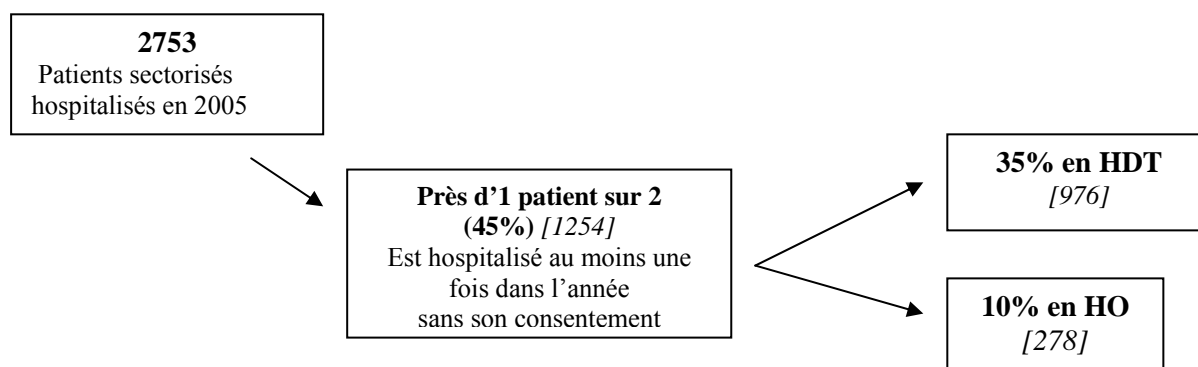 2753
Patients sectorisés
hospitalisés en 2005
Près d’1 patient sur 2
(45%) [1254]
Est hospitalisé au moins une
fois dans l’année
sans son consentement
35% en HDT
[976]
10% en HO
[278]